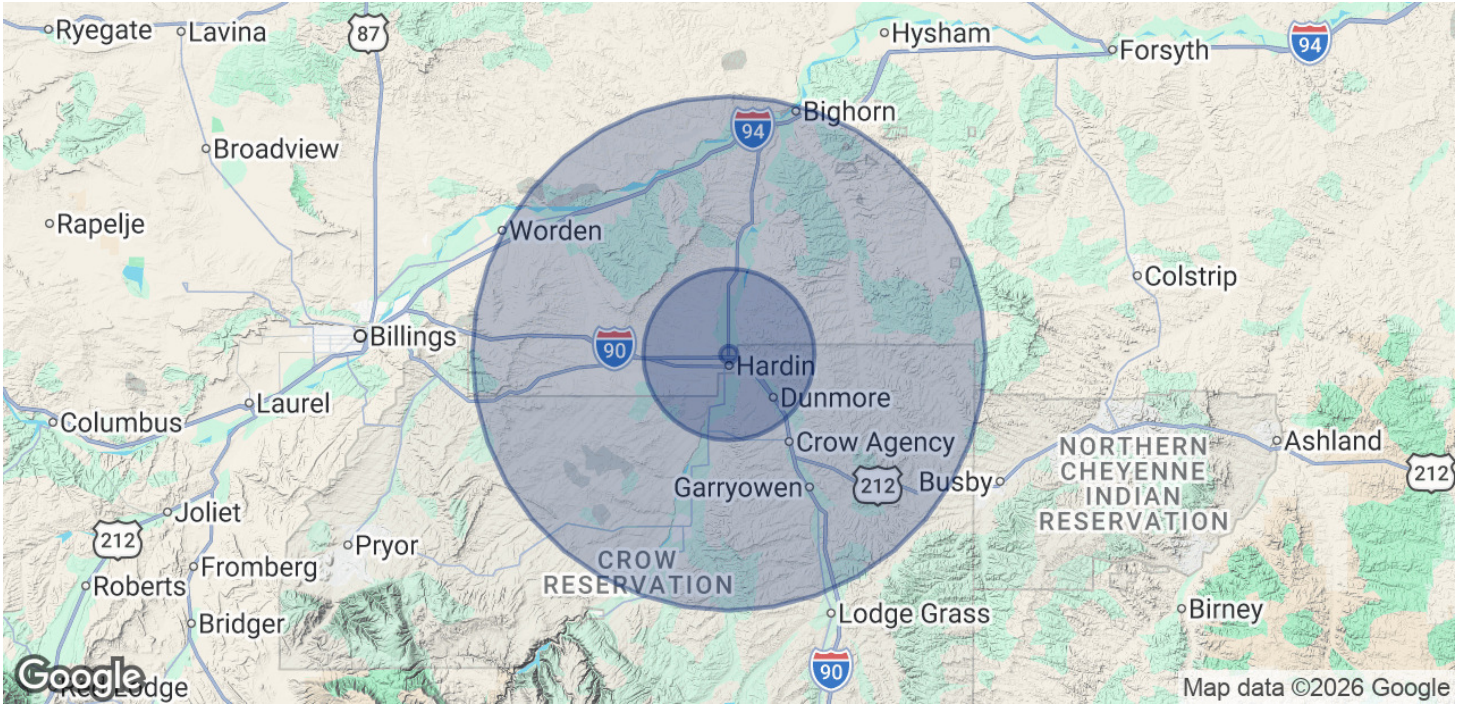 Ryegate
Lavina
87
Hysham
Forsyth
94
Bighorn
94
Broadview
Rapelje
Worden
Colstrip
Billings
90
Hardin
Dunmore
Laurel
Columbus
Crow Agency
NORTHERN
CHEYENNE
INDIAN
RESERVATION
Ashland
212
Garryowen
212
Busby
Joliet
212
Pryor
Fromberg
CROW
RESERVATION
Roberts
Bridger
Lodge Grass
Birney
90
Google
Red Lodge
Map data ©2026 Google